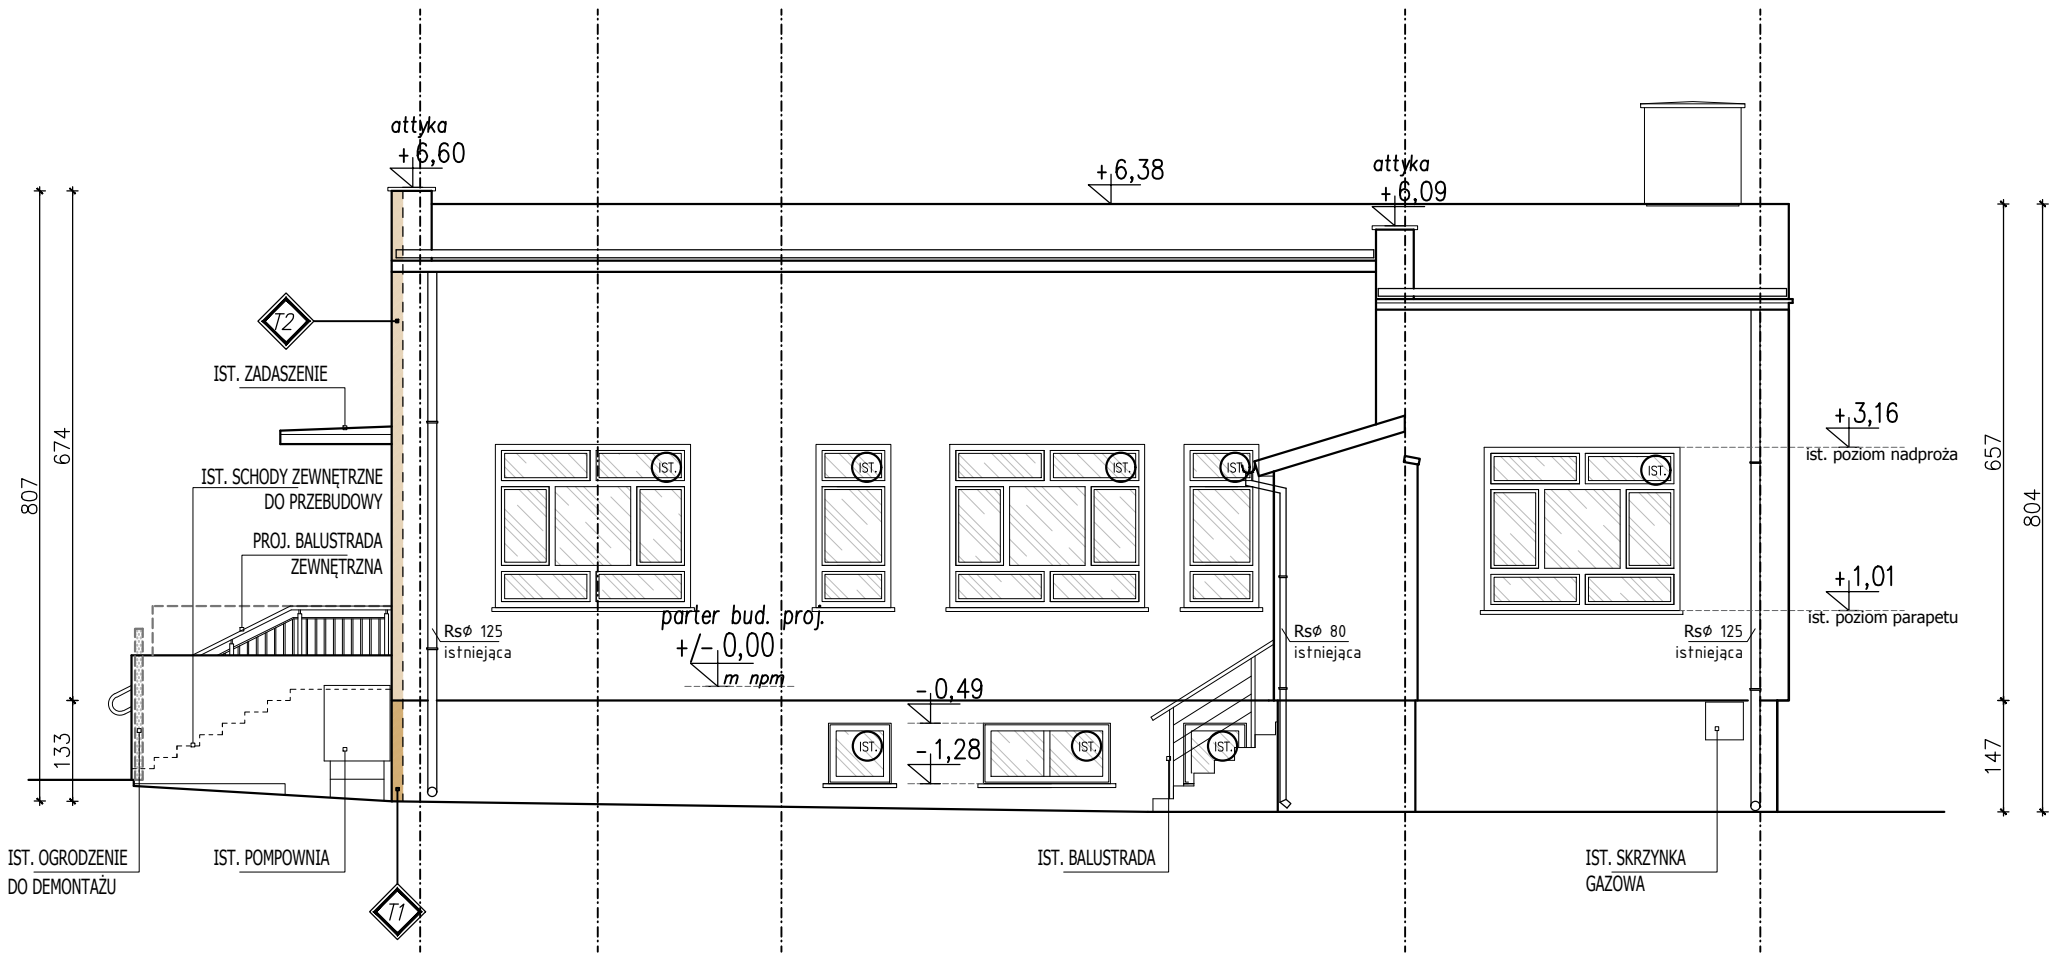 attyka
+6,60
+6,38
attyka
+6,09
T2
IST. ZADASZENIE
674
807
IST. SCHODY ZEWNĘTRZNE
DO PRZEBUDOWY
PROJ. BALUSTRADA
ZEWNĘTRZNA
IST.
IST.
IST.
IST.
IST.
+3,16
ist. poziom nadproża
657
804
+1,01
ist. poziom parapetu
parter bud. proj.
+/- 0,00
m npm
RsØ 125
istniejąca
RsØ 80
istniejąca
RsØ 125
istniejąca
-0,49
-1,28
133
IST.
IST.
IST.
147
IST. OGRODZENIE
DO DEMONTAŻU
IST. POMPOWNIA
IST. BALUSTRADA
IST. SKRZYNKA
GAZOWA
T1